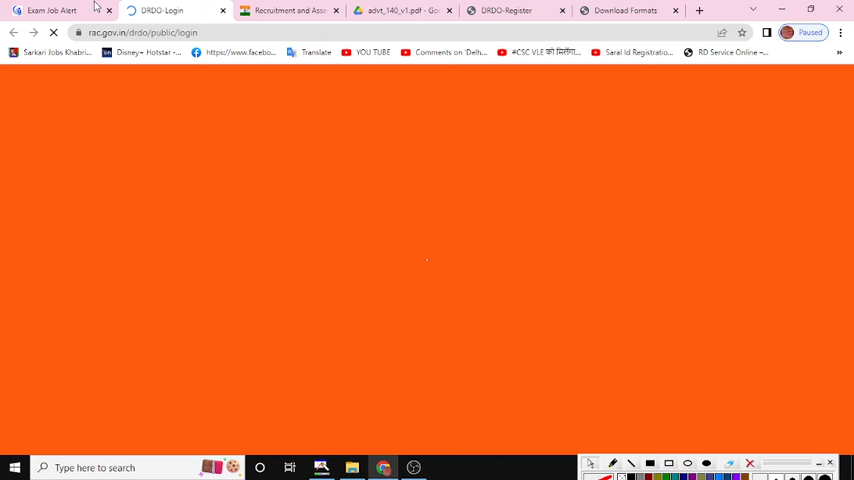 Exam Job Alert
DRDO-Login
Recruitment and Asse
advt_140_v1.pdf - Goo
DRDO-Register
Download Formats
rac.gov.in/drdo/public/login
Paused
Sarkari Jobs Khabri...
Disney+ Hotstar -...
https://www.facebo...
Translate
YOU TUBE
Comments on 'Delh...
#CSC VLE को मिलेगा...
Saral Id Registratio...
RD Service Online –...
Type here to search